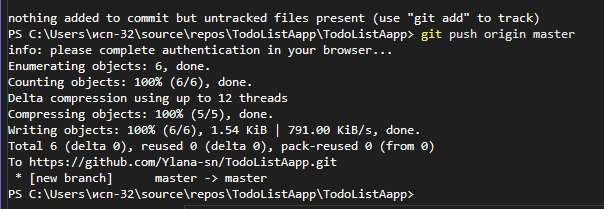 nothing added to commit but untracked files present (use "git add" to track)
PS C:\Users\исп-32\source\repos\TodoListAapp\TodoListAapp> git push origin master
info: please complete authentication in your browser...
Enumerating objects: 6, done.
Counting objects: 100% (6/6), done.
Delta compression using up to 12 threads
Compressing objects: 100% (5/5), done.
Writing objects: 100% (6/6), 1.54 KiB | 791.00 KiB/s, done.
Total 6 (delta 0), reused 0 (delta 0), pack-reused 0 (from 0)
To https://github.com/Ylana-sn/TodoListAapp.git
 * [new branch]      master -> master
PS C:\Users\исп-32\source\repos\TodoListAapp\TodoListAapp>